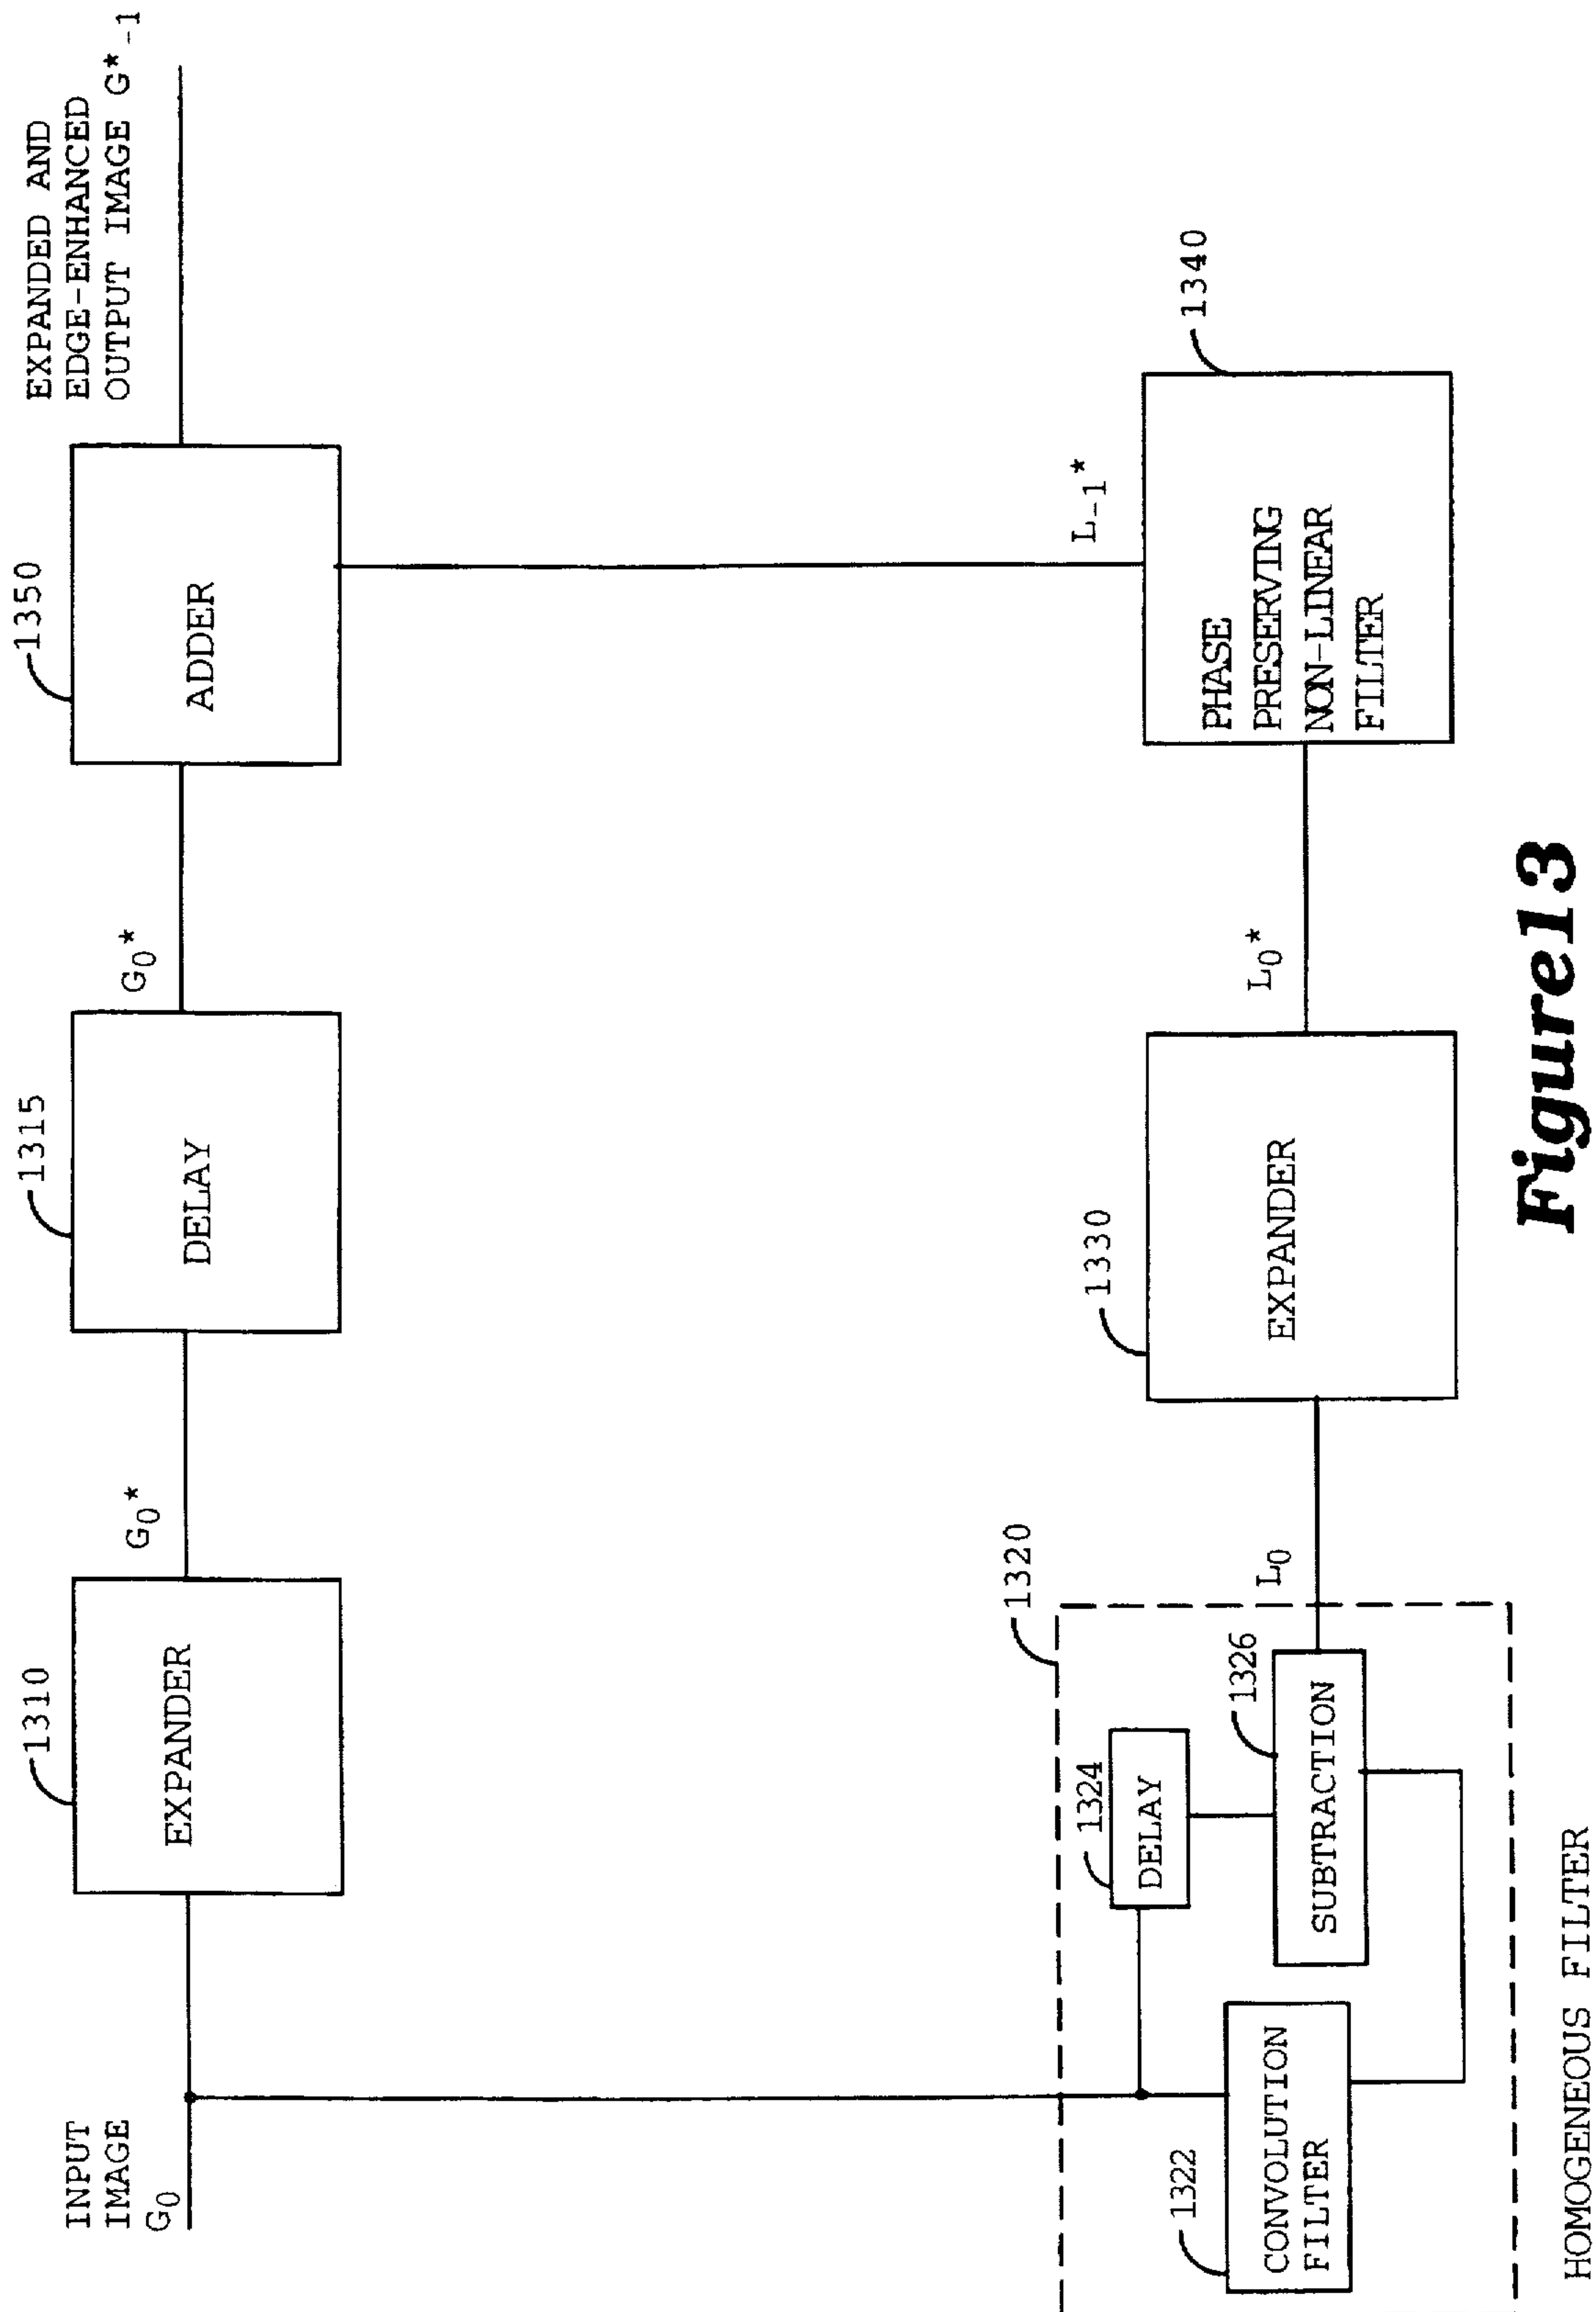 INPUT
IMAGE
G0
1310
EXPANDER
G0*
1315
DELAY
G0*
1350
ADDER
EXPANDED AND
EDGE-ENHANCED
OUTPUT IMAGE G*-1
1320
1322
CONVOLUTION
FILTER
1324
DELAY
1326
SUBTRACTION
L0
1330
EXPANDER
L0*
1340
PHASE
PRESERVING
NON-LINEAR
FILTER
L-1*
HOMOGENEOUS FILTER
Figure13